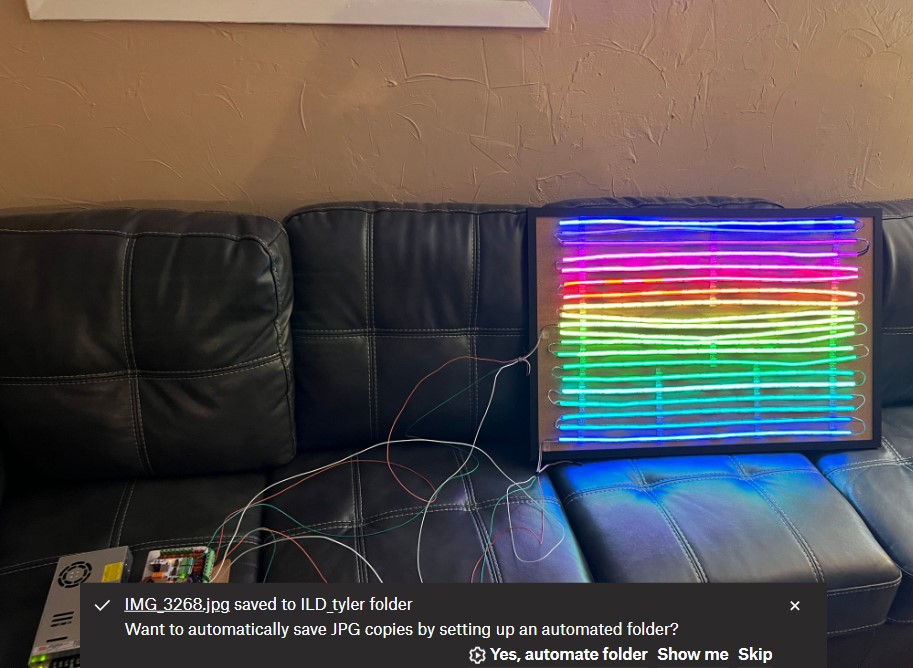 IMG_3268.jpg saved to ILD_tyler folder
Want to automatically save JPG copies by setting up an automated folder?
Yes, automate folder Show me Skip